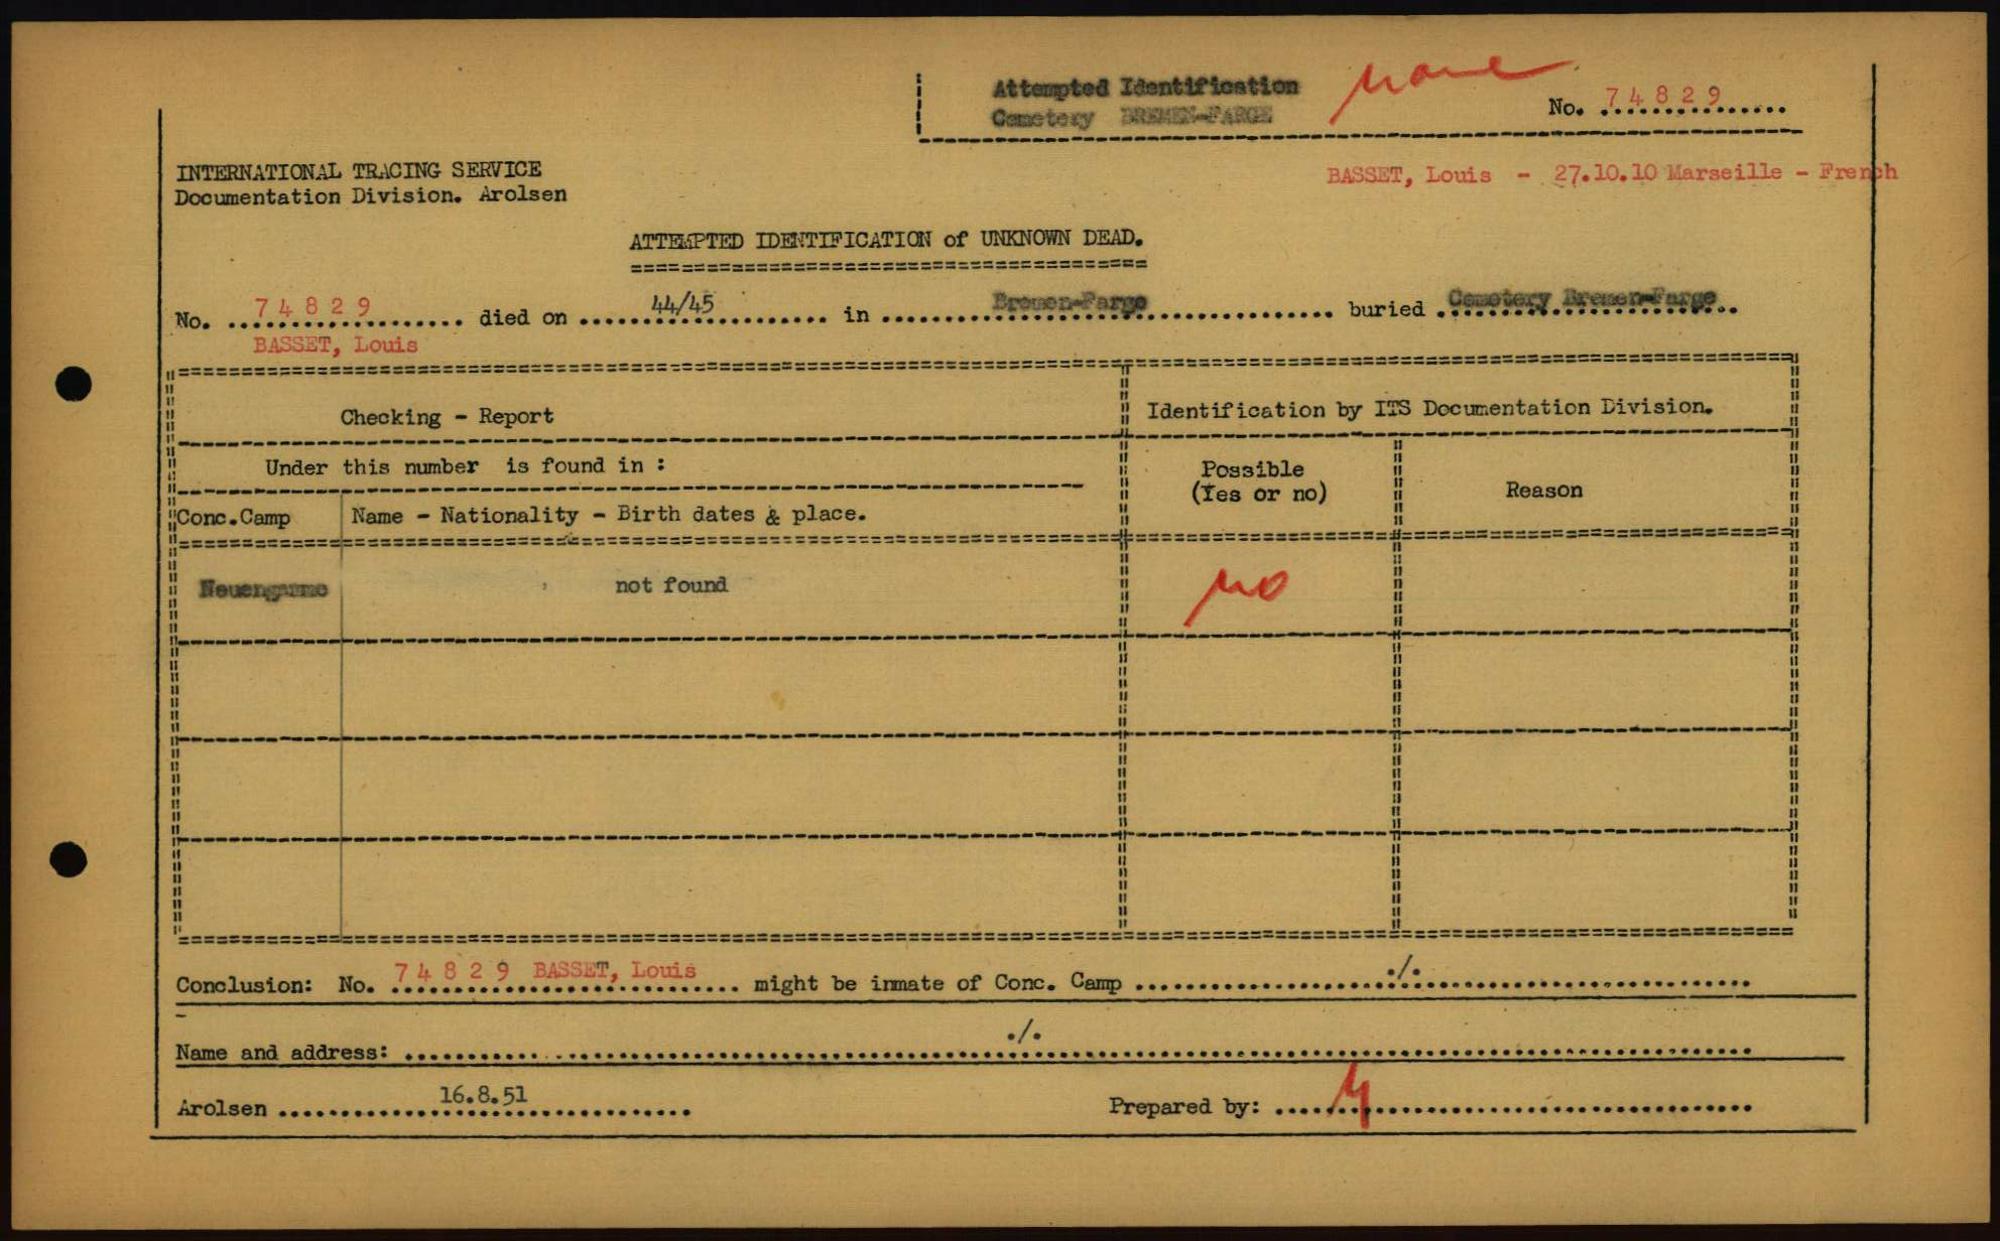 Attempted Identification
Cemetery BREMEN-FARGE
none
No. 74829
INTERNATIONAL TRACING SERVICE
Documentation Division. Arolsen
BASSET, Louis - 27.10.10 Marseille - French
ATTEMPTED IDENTIFICATION of UNKNOWN DEAD.
No. 74829 died on 44/45 in Bremen-Farge buried Cemetery Bremen-Farge
BASSET, Louis
Checking - Report
Identification by ITS Documentation Division.
Under this number is found in :
Possible
(Yes or no)
Reason
Conc.Camp
Name - Nationality - Birth dates & place.
Neuengamme not found no
Conclusion: No. 74829 BASSET, Louis might be inmate of Conc. Camp ./.
Name and address: ./.
Arolsen 16.8.51 Prepared by: